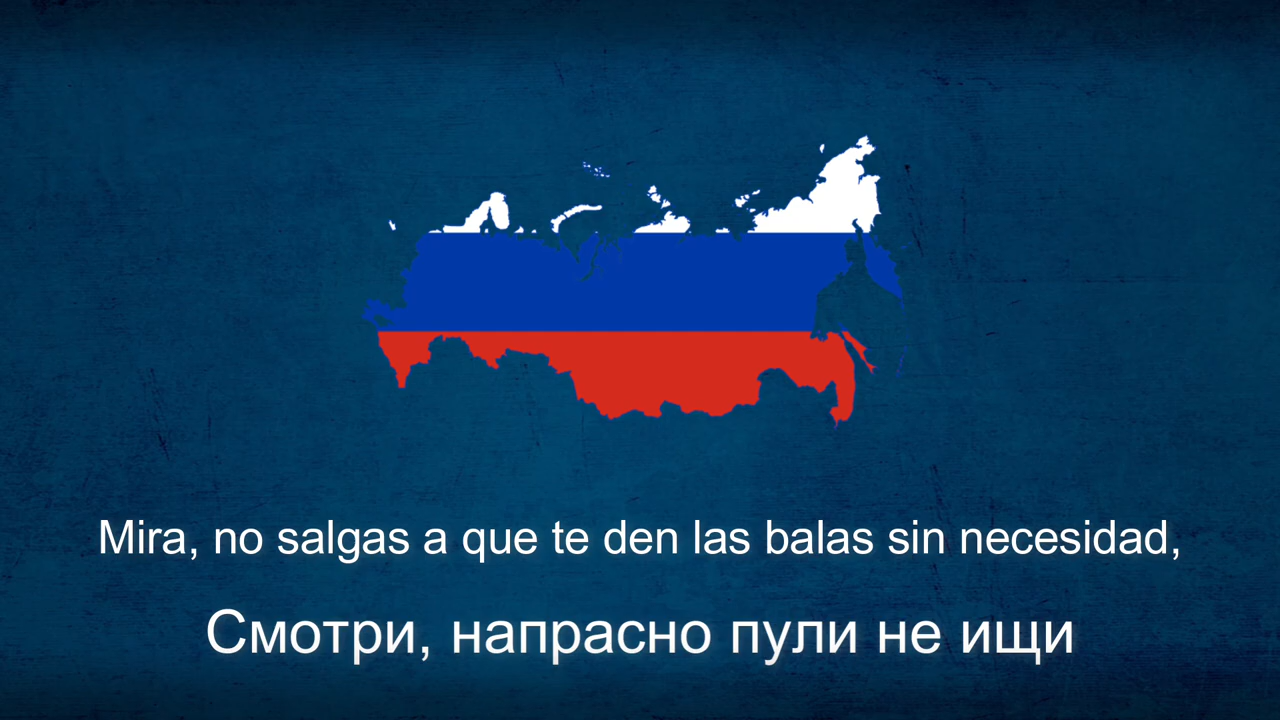 Mira, no salgas a que te den las balas sin necesidad,
Смотри, напрасно пули не ищи